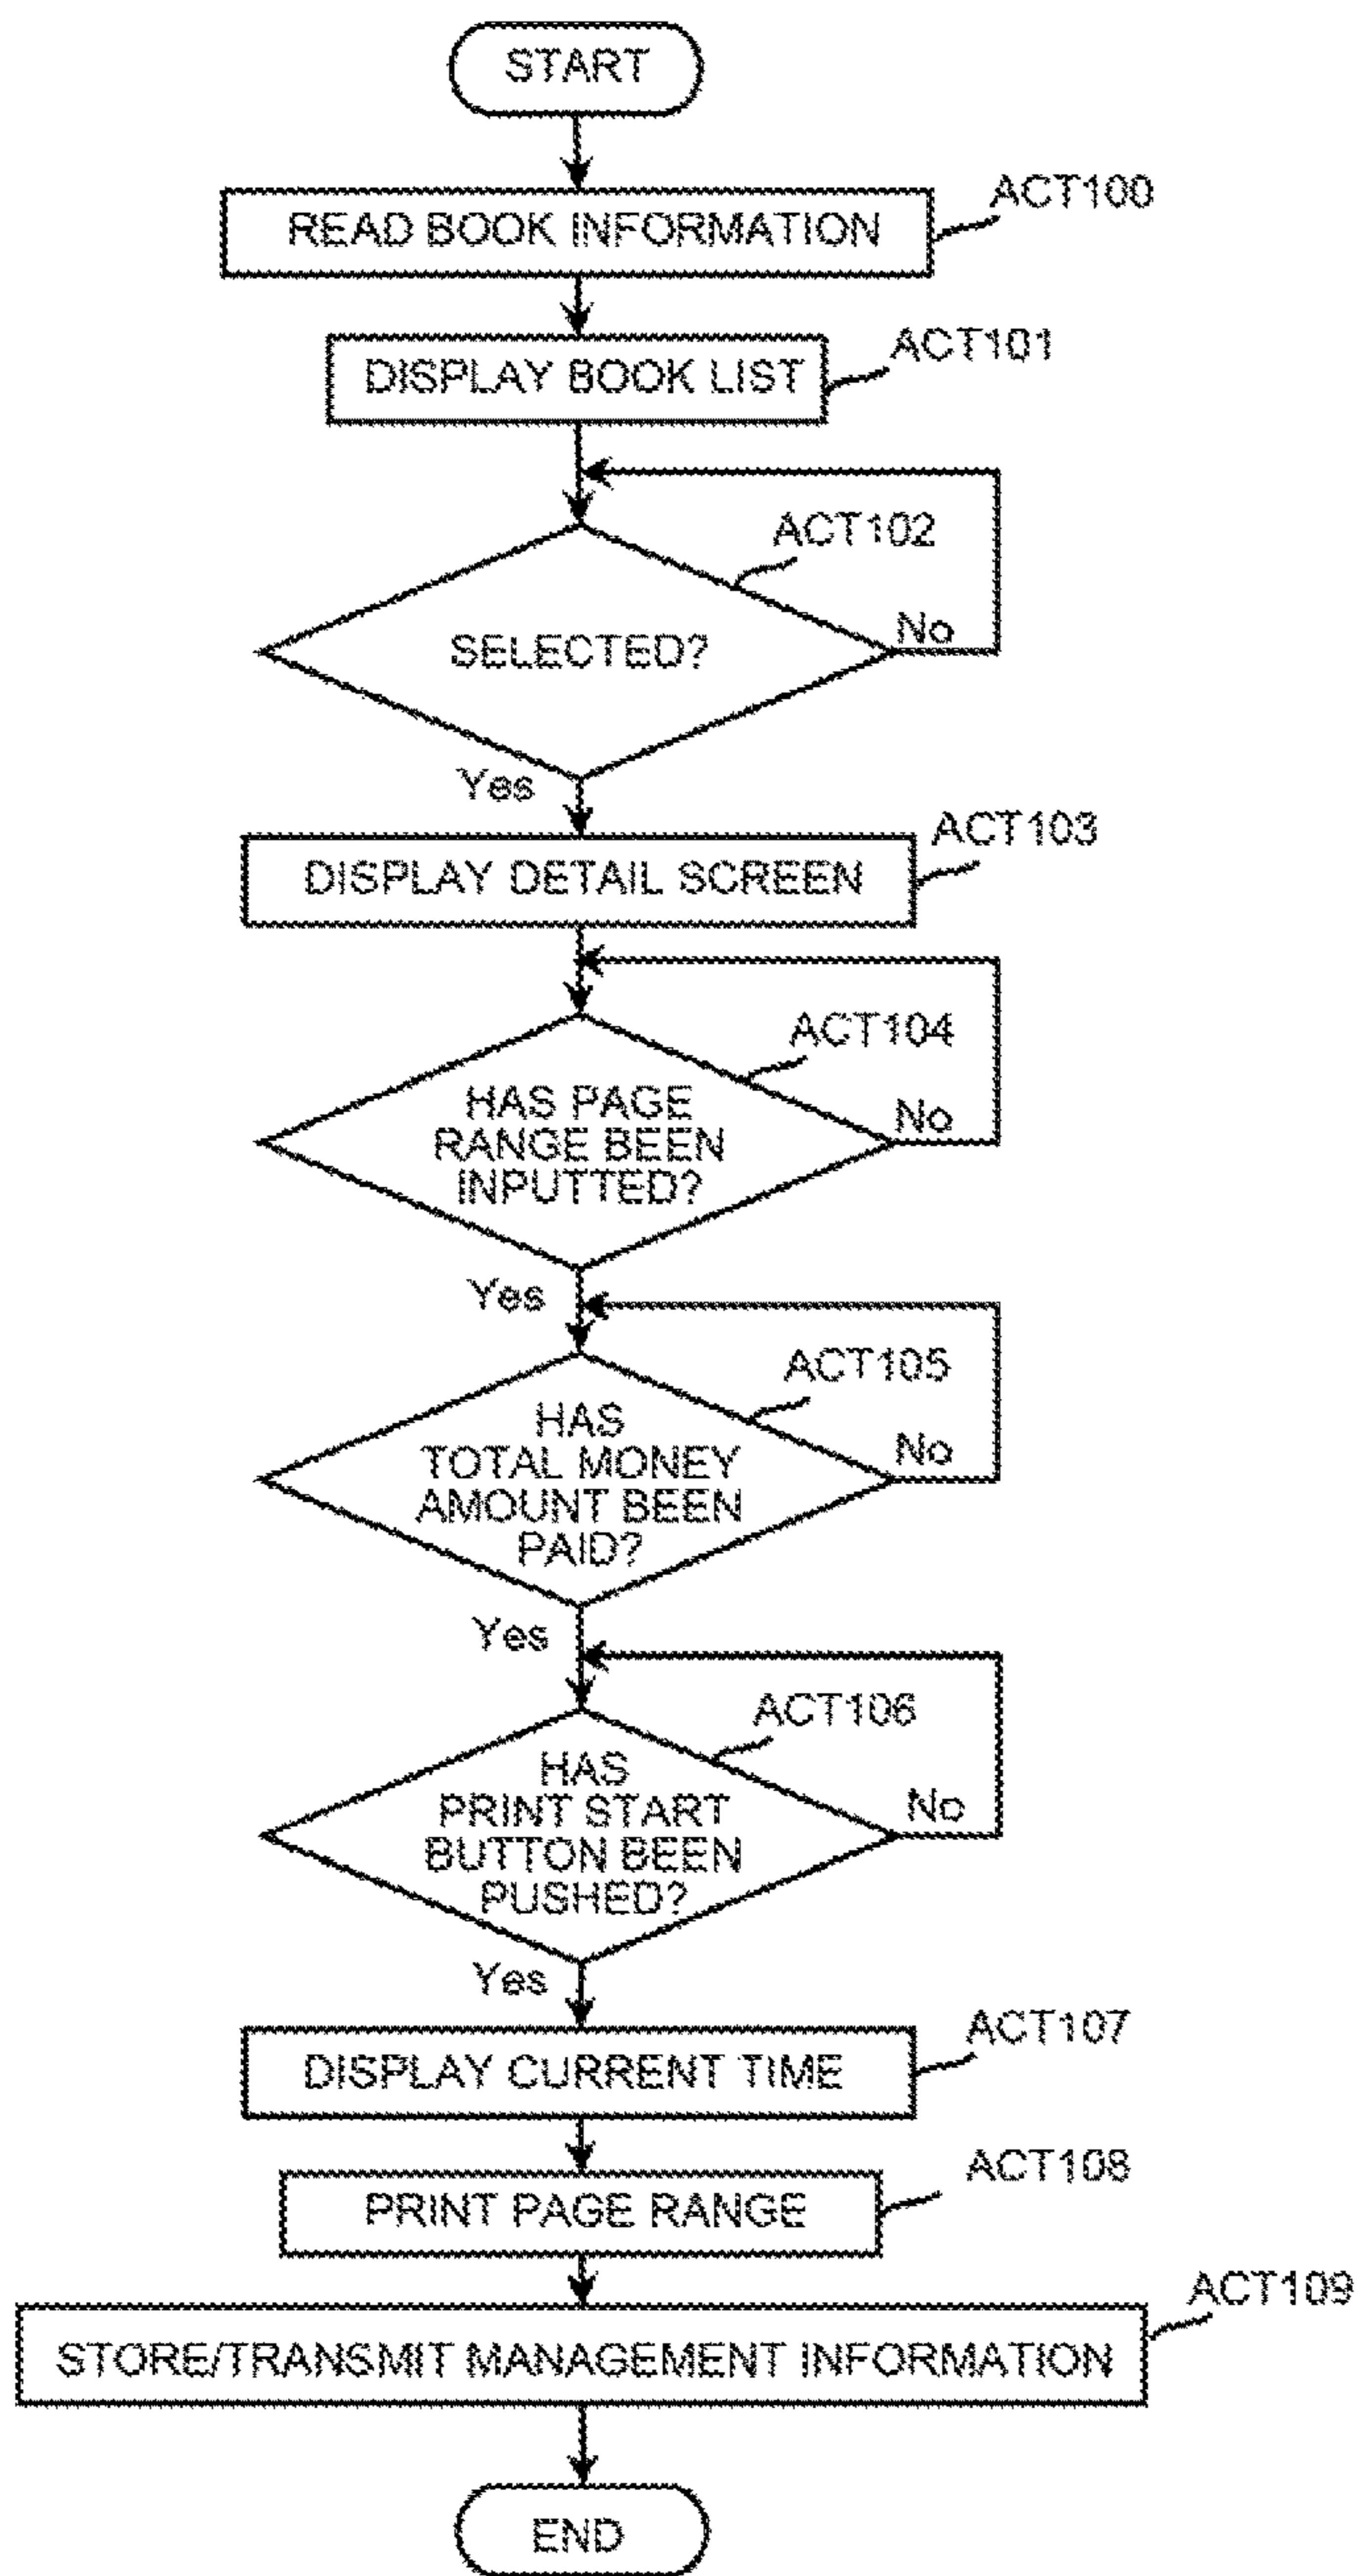 START
ACT100
READ BOOK INFORMATION
ACT101
DISPLAY BOOK LIST
ACT102
No
SELECTED?
Yes
ACT103
DISPLAY DETAIL SCREEN
ACT104
No
HAS PAGE
RANGE BEEN
INPUTTED?
Yes
ACT105
No
HAS
TOTAL MONEY
AMOUNT BEEN
PAID?
Yes
ACT106
No
HAS
PRINT START
BUTTON BEEN
PUSHED?
Yes
ACT107
DISPLAY CURRENT TIME
ACT108
PRINT PAGE RANGE
ACT109
STORE/TRANSMIT MANAGEMENT INFORMATION
END